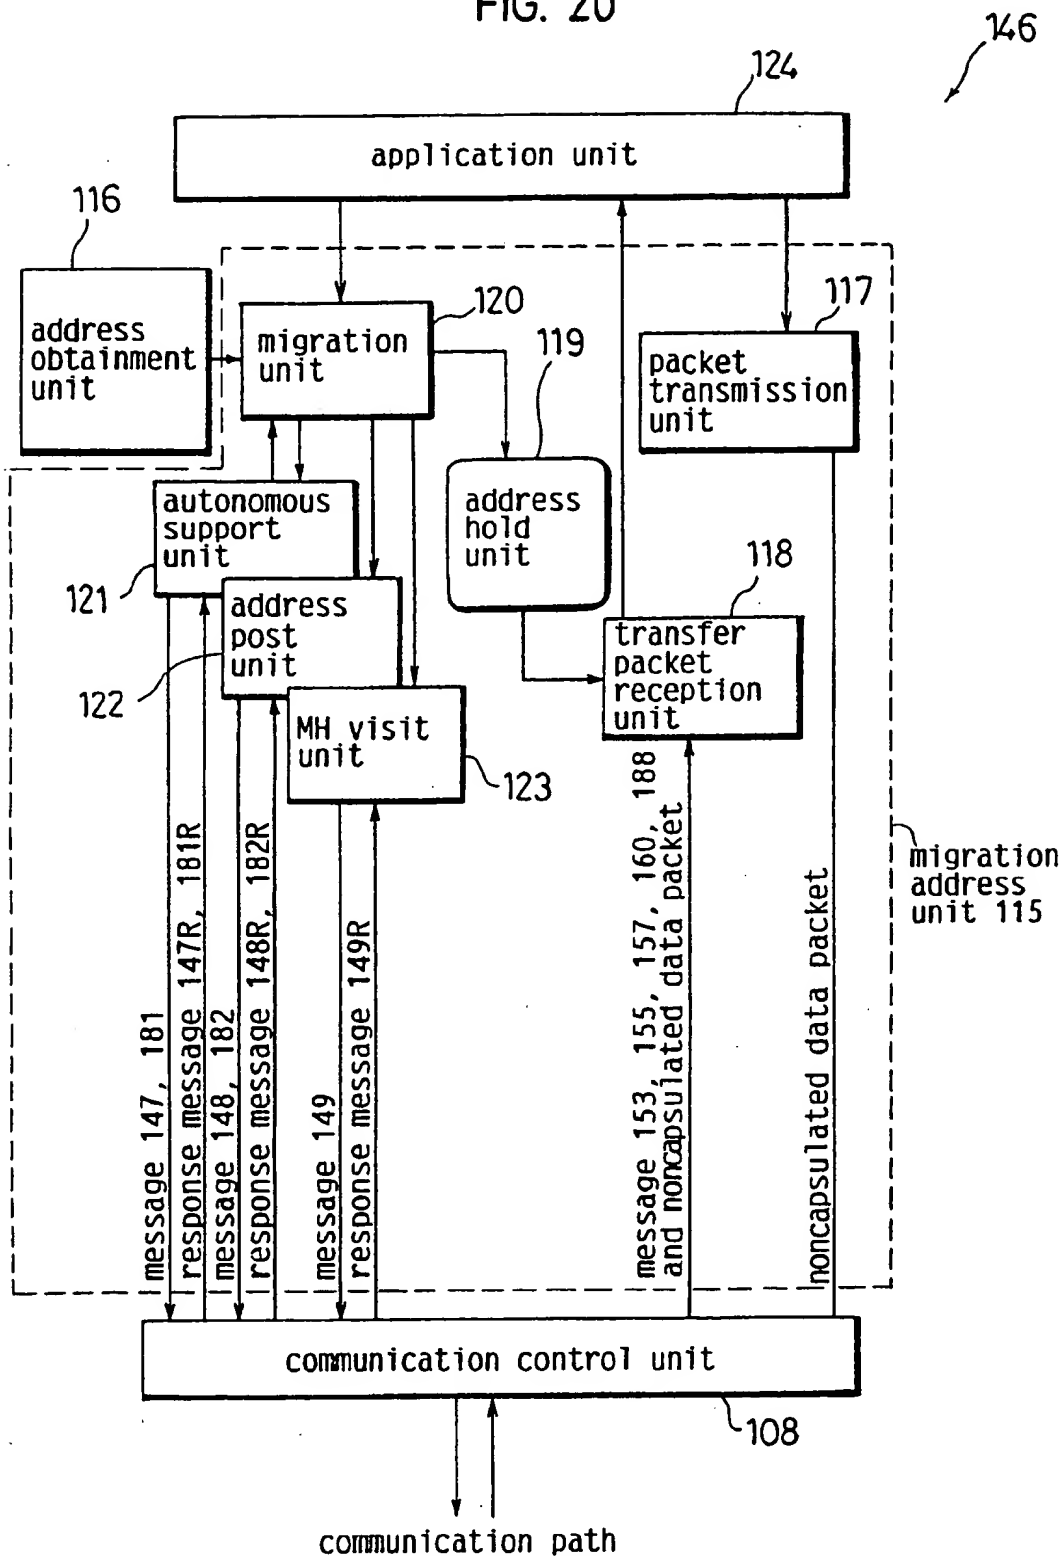 FIG. 20
146
124
application unit
116
address
obtainment
unit
120
migration
unit
119
117
packet
transmission
unit
address
hold
unit
autonomous
support
unit
121
118
address
post
unit
122
transfer
packet
reception
unit
MH visit
unit
123
migration
address
unit 115
message 147, 181
response message 147R, 181R
message 148, 182
response message 148R, 182R
message 149
response message 149R
message 153, 155, 157, 160, 188
and noncapsulated data packet
noncapsulated data packet
communication control unit
108
communication path